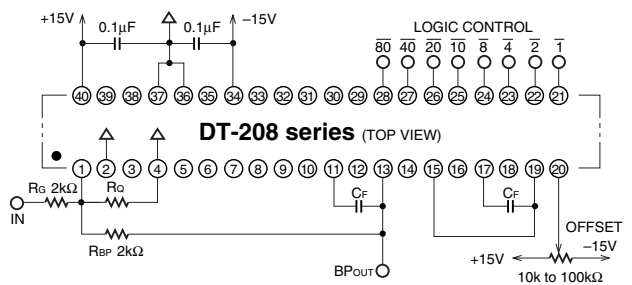 +15V 0.1µF 0.1µF −15V LOGIC CONTROL
80 40 20 10 8 4 2 1
40 39 38 37 36 35 34 33 32 31 30 29 28 27 26 25 24 23 22 21
DT-208 series (TOP VIEW)
1 2 3 4 5 6 7 8 9 10 11 12 13 14 15 16 17 18 19 20
RG 2kΩ RQ CF CF
IN
RBP 2kΩ OFFSET
+15V −15V
BPOUT 10k to 100kΩ